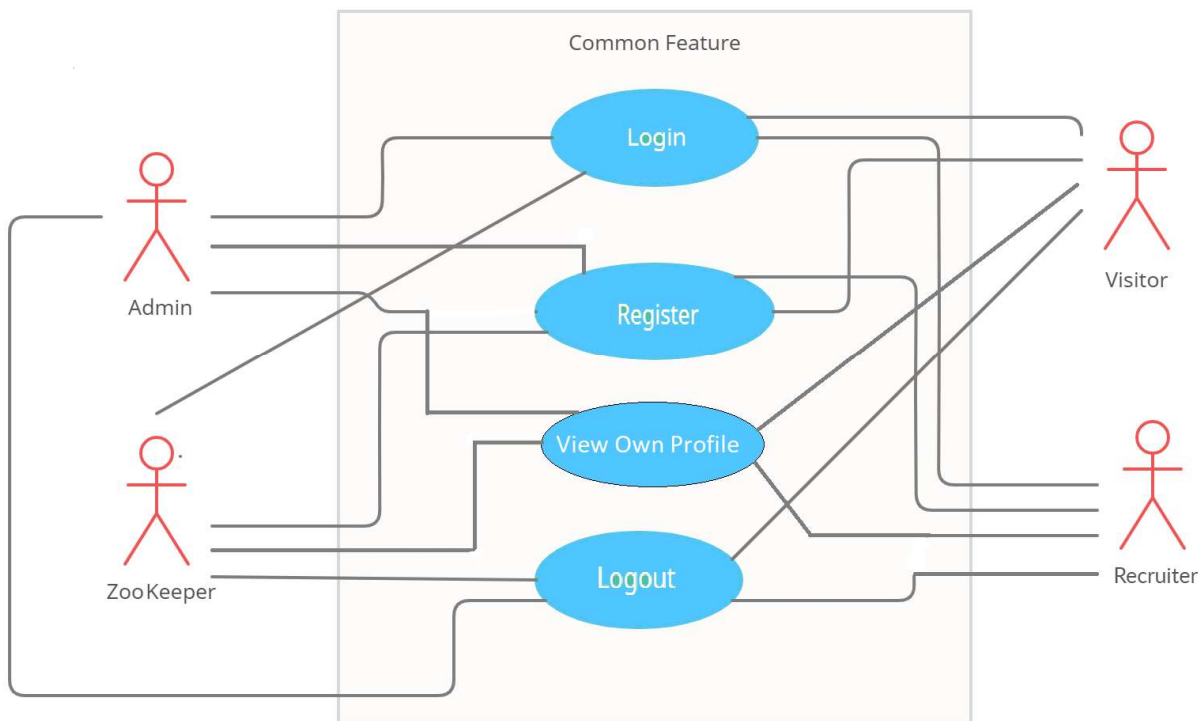 Common Feature
Login
Admin
Register
Visitor
View Own Profile
ZooKeeper
Logout
Recruiter